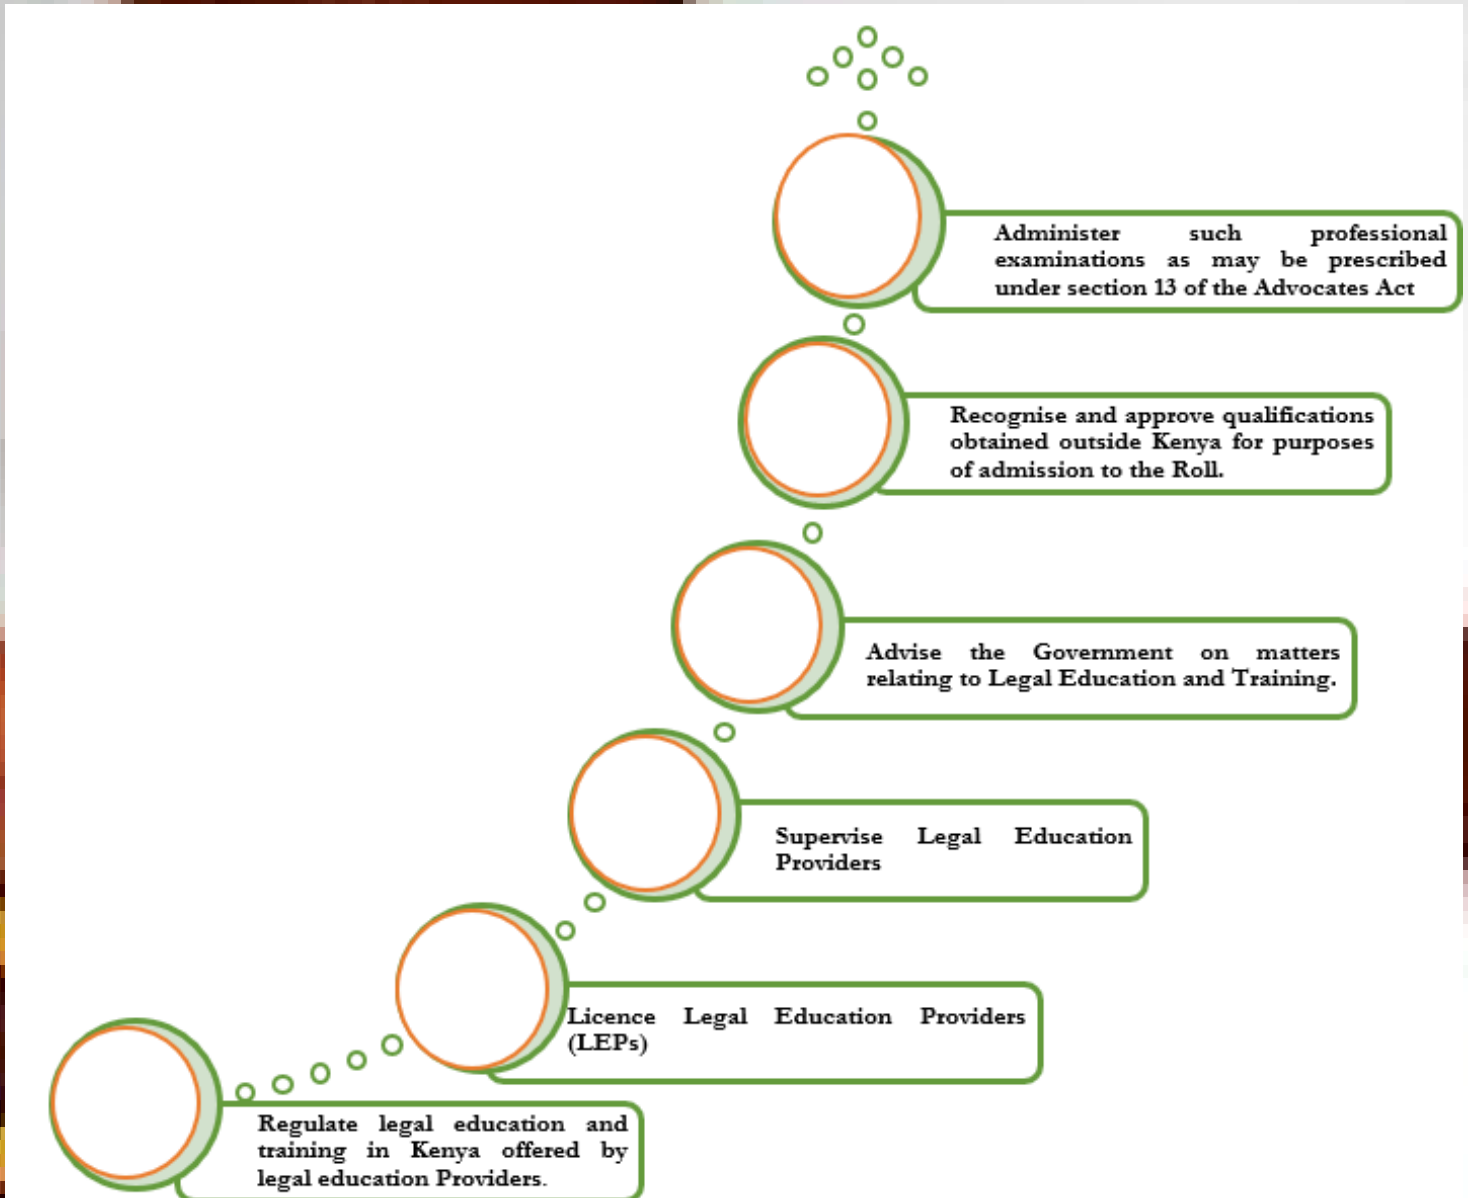 Administer such professional
examinations as may be prescribed
under section 13 of the Advocates Act
Recognise and approve qualifications
obtained outside Kenya for purposes
of admission to the Roll.
Advise the Government on matters
relating to Legal Education and Training.
Supervise Legal Education
Providers
Licence Legal Education Providers
(LEPs)
Regulate legal education and
training in Kenya offered by
legal education Providers.